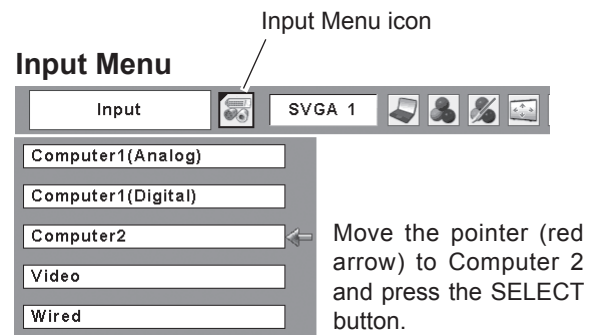 Input Menu icon
Input Menu
Input
SVGA 1
Computer1(Analog)
Computer1(Digital)
Computer2
Video
Wired
Move the pointer (red
arrow) to Computer 2
and press the SELECT
button.